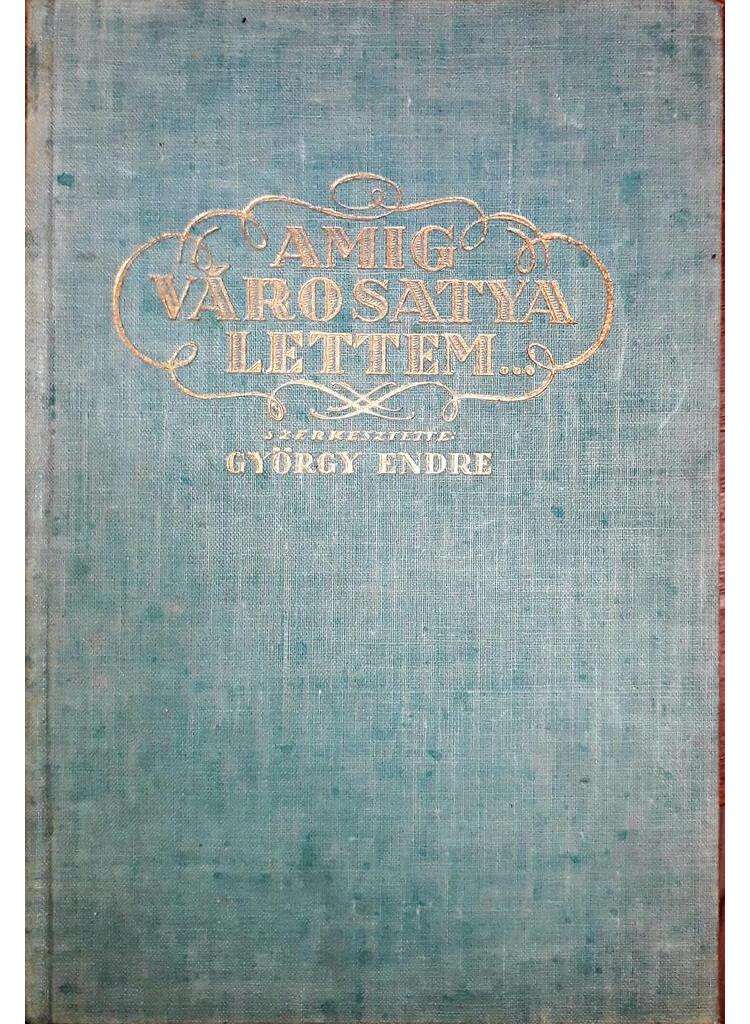 AMIG
VÁROSATYA
LETTEM...
SZERKESZTETTE:
GYÖRGY ENDRE